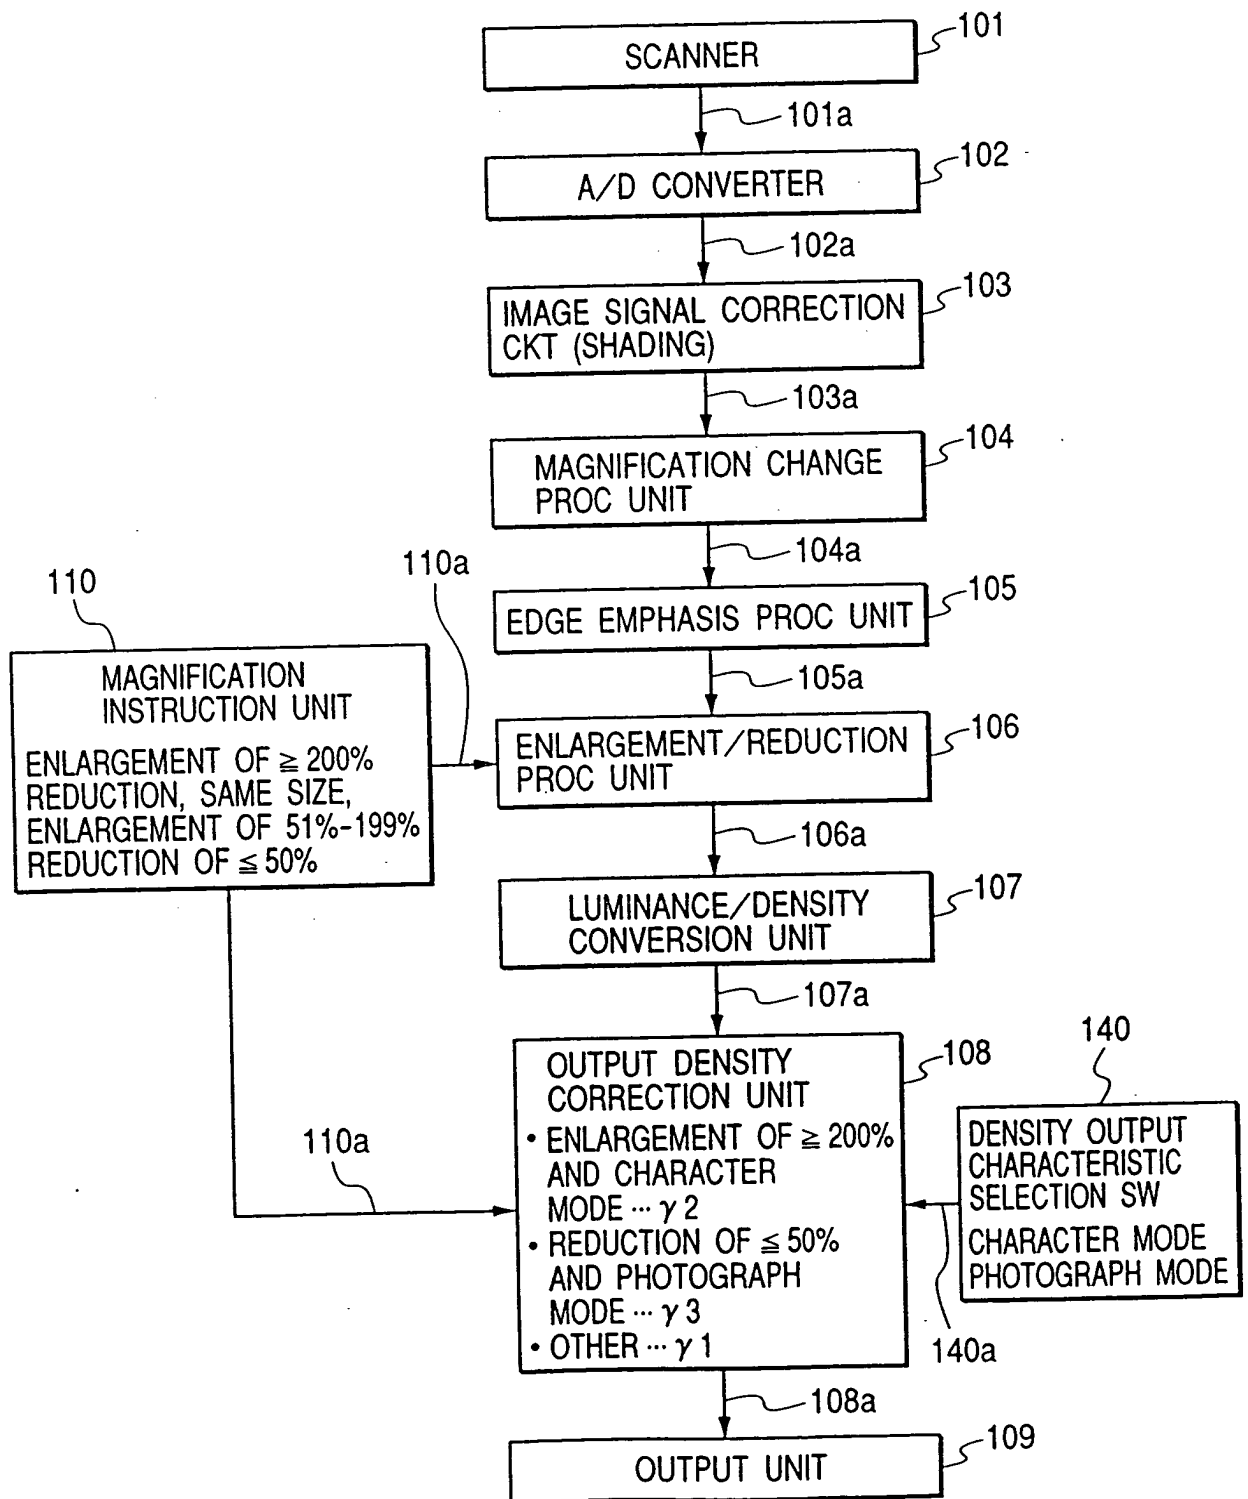 SCANNER
101
101a
A/D CONVERTER
102
102a
IMAGE SIGNAL CORRECTION
CKT (SHADING)
103
103a
MAGNIFICATION CHANGE
PROC UNIT
104
104a
EDGE EMPHASIS PROC UNIT
105
105a
110
110a
MAGNIFICATION
INSTRUCTION UNIT
ENLARGEMENT OF ≧ 200%
REDUCTION, SAME SIZE,
ENLARGEMENT OF 51%-199%
REDUCTION OF ≦ 50%
ENLARGEMENT/REDUCTION
PROC UNIT
106
106a
LUMINANCE/DENSITY
CONVERSION UNIT
107
107a
OUTPUT DENSITY
CORRECTION UNIT
• ENLARGEMENT OF ≧ 200%
AND CHARACTER
MODE ··· γ 2
• REDUCTION OF ≦ 50%
AND PHOTOGRAPH
MODE ··· γ 3
• OTHER ··· γ 1
108
110a
140
DENSITY OUTPUT
CHARACTERISTIC
SELECTION SW
CHARACTER MODE
PHOTOGRAPH MODE
140a
108a
OUTPUT UNIT
109